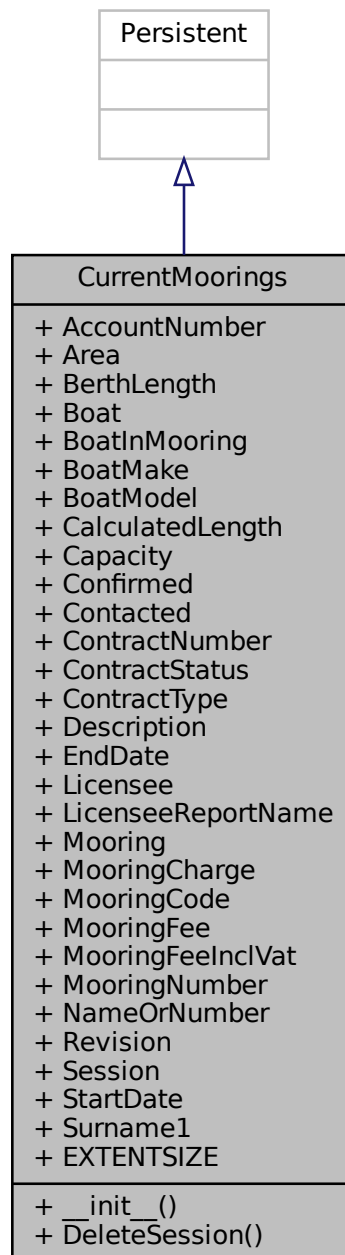 Persistent
CurrentMoorings
+ AccountNumber
+ Area
+ BerthLength
+ Boat
+ BoatInMooring
+ BoatMake
+ BoatModel
+ CalculatedLength
+ Capacity
+ Confirmed
+ Contacted
+ ContractNumber
+ ContractStatus
+ ContractType
+ Description
+ EndDate
+ Licensee
+ LicenseeReportName
+ Mooring
+ MooringCharge
+ MooringCode
+ MooringFee
+ MooringFeeInclVat
+ MooringNumber
+ NameOrNumber
+ Revision
+ Session
+ StartDate
+ Surname1
+ EXTENTSIZE
+ __init__()
+ DeleteSession()